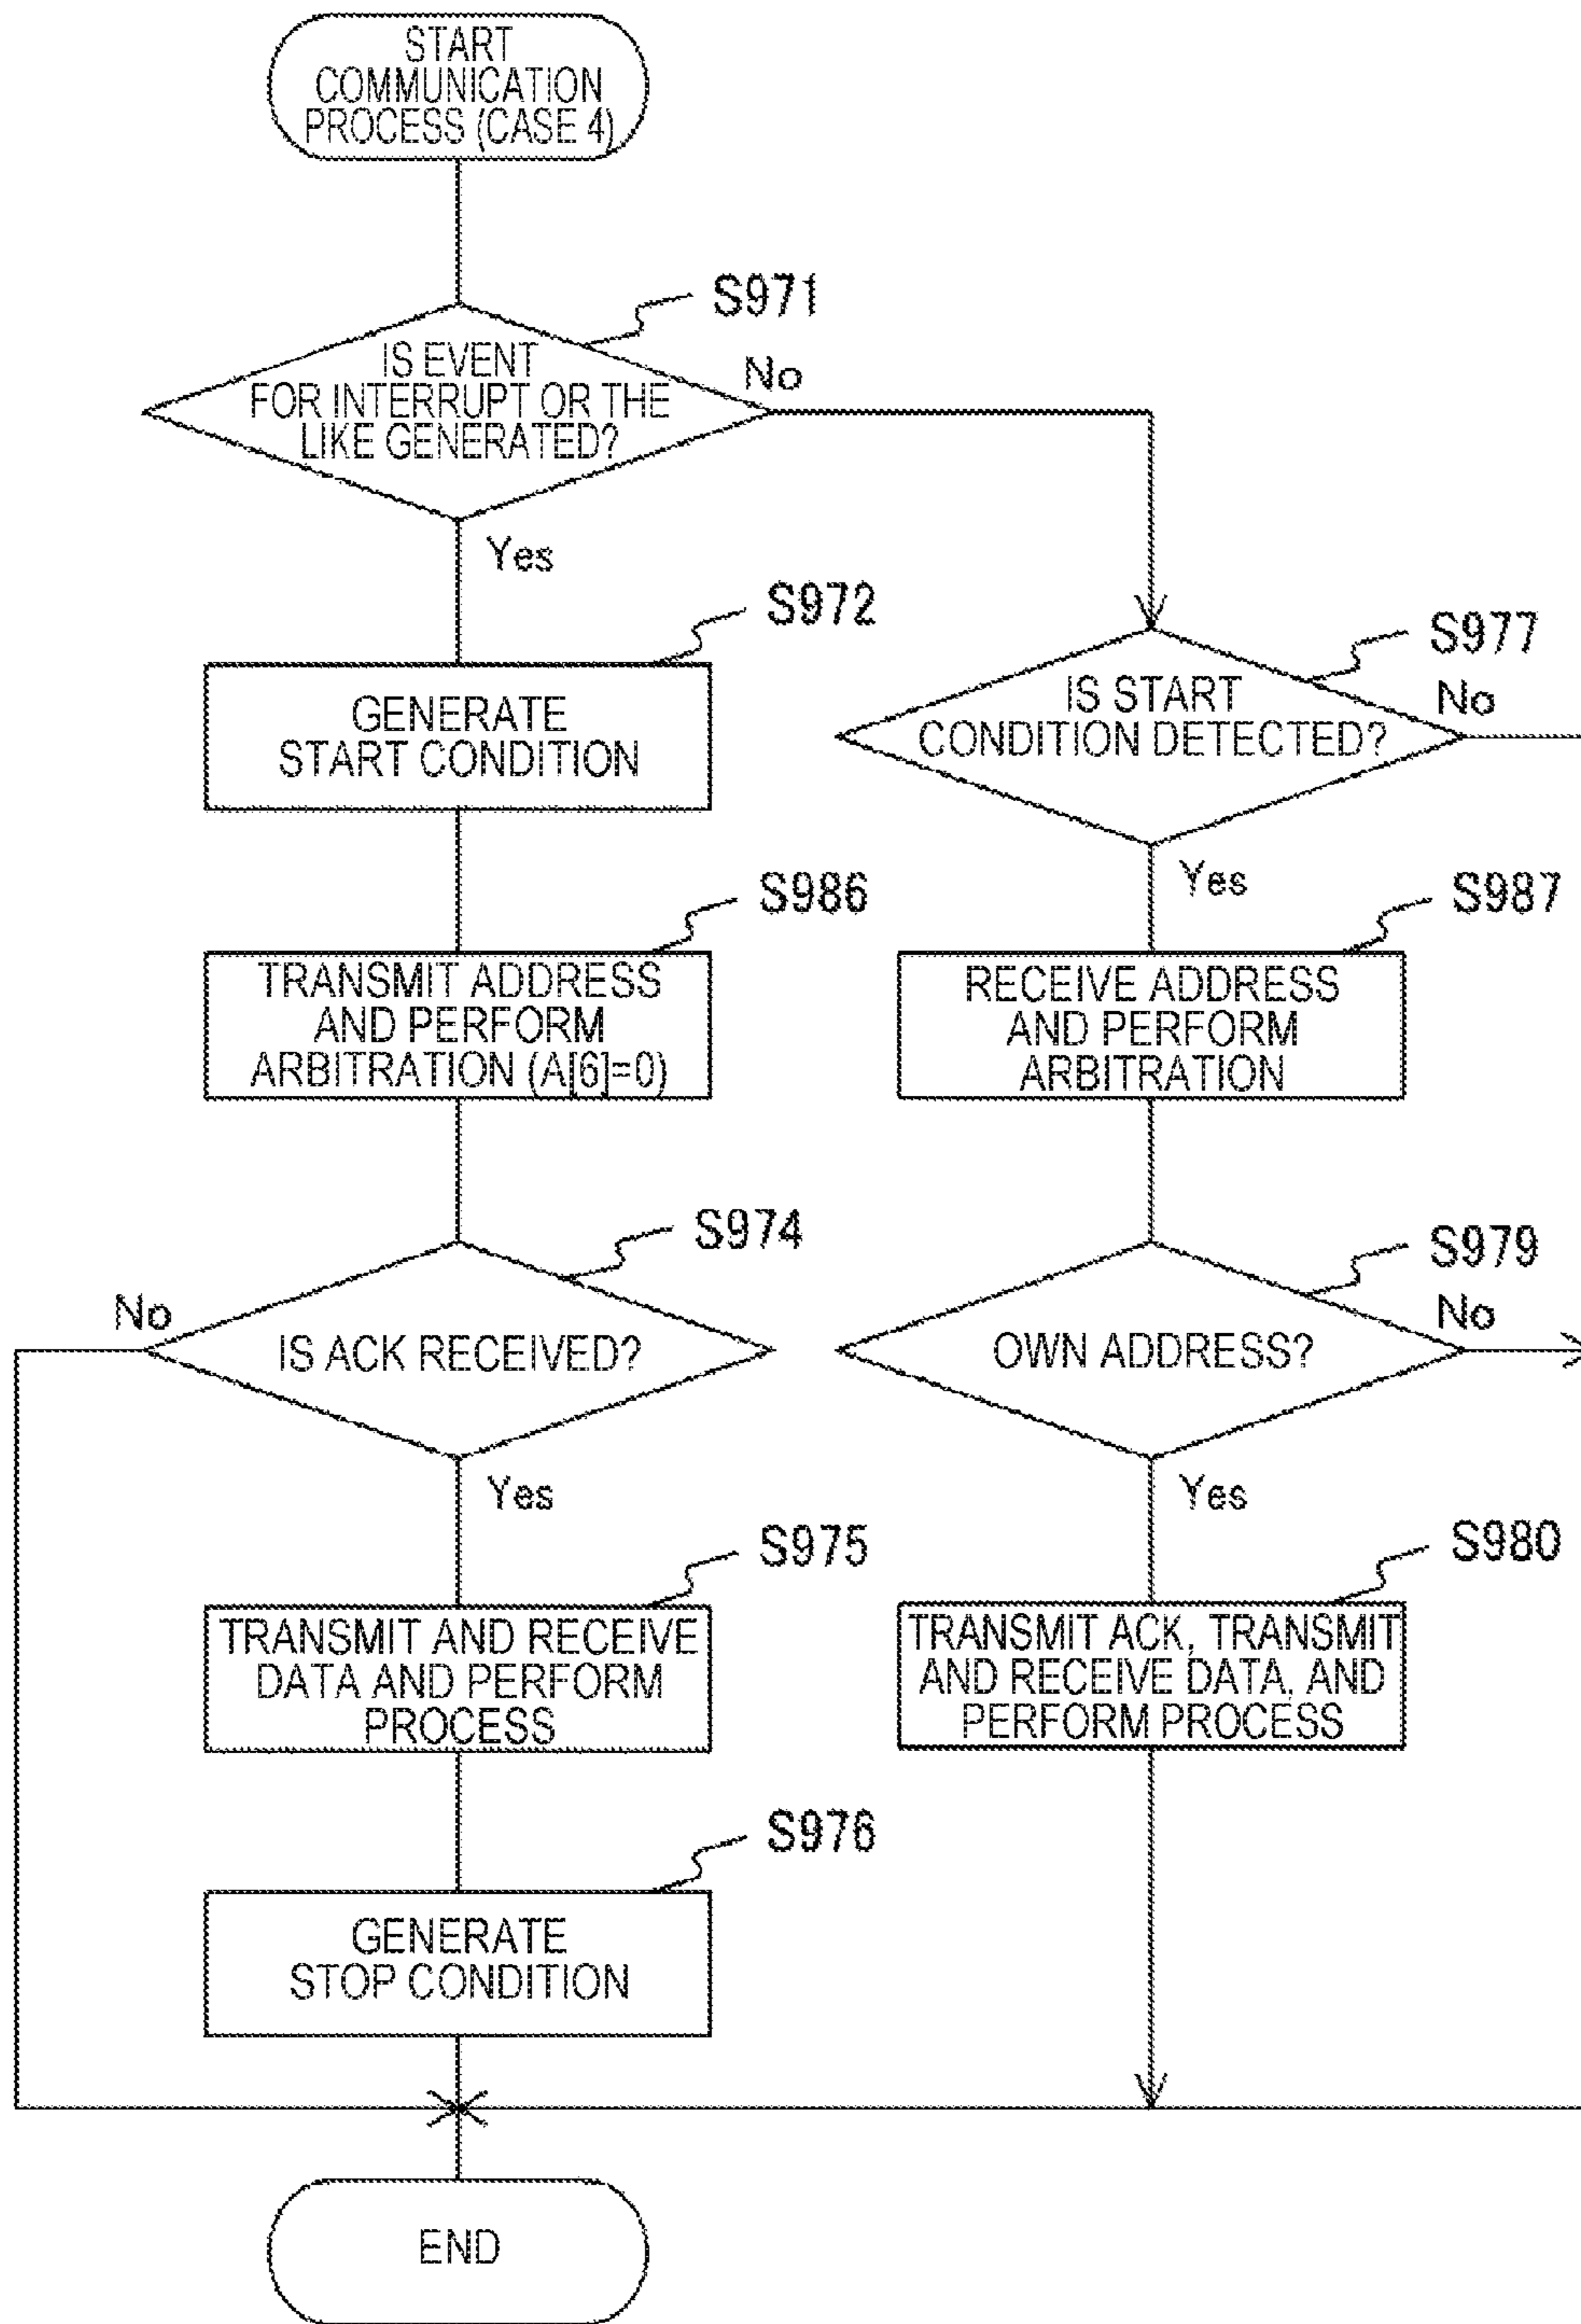 START
COMMUNICATION
PROCESS (CASE 4)
S971
IS EVENT
FOR INTERRUPT OR THE
LIKE GENERATED?
No
Yes
S972
GENERATE
START CONDITION
S977
IS START
CONDITION DETECTED?
No
Yes
S986
TRANSMIT ADDRESS
AND PERFORM
ARBITRATION (A[6]=0)
S987
RECEIVE ADDRESS
AND PERFORM
ARBITRATION
S974
No
IS ACK RECEIVED?
Yes
S979
No
OWN ADDRESS?
Yes
S975
TRANSMIT AND RECEIVE
DATA AND PERFORM
PROCESS
S980
TRANSMIT ACK, TRANSMIT
AND RECEIVE DATA, AND
PERFORM PROCESS
S976
GENERATE
STOP CONDITION
END